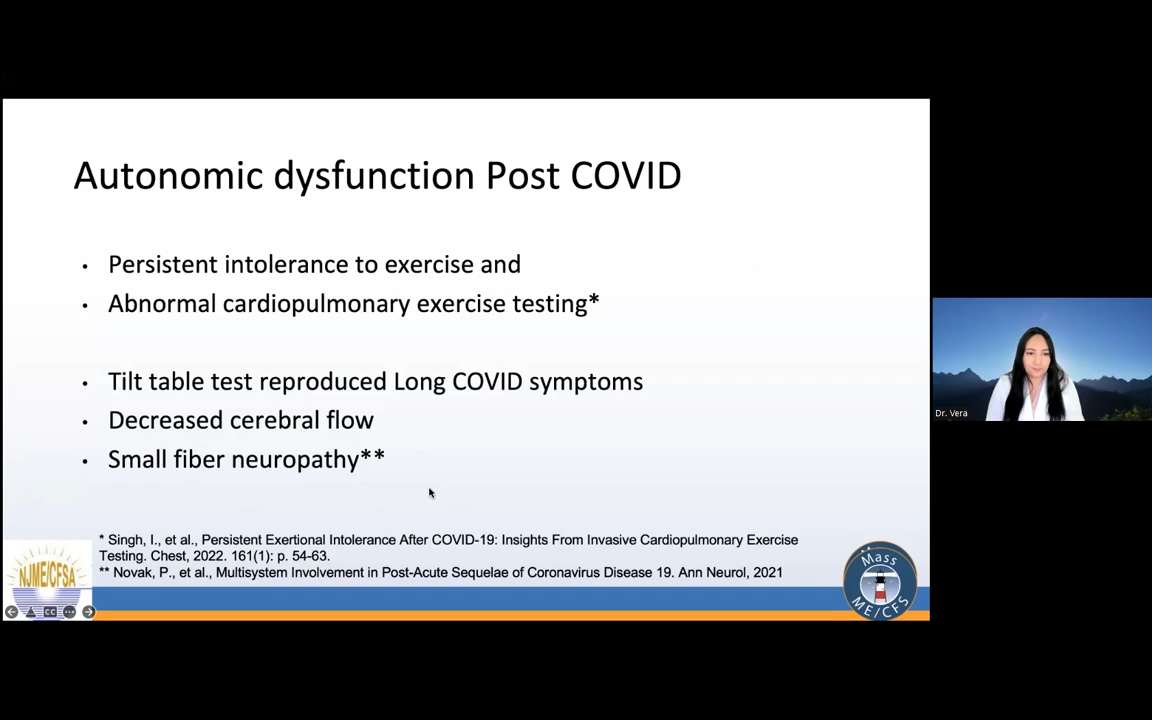 Autonomic dysfunction Post COVID
• Persistent intolerance to exercise and
• Abnormal cardiopulmonary exercise testing*
• Tilt table test reproduced Long COVID symptoms
• Decreased cerebral flow
• Small fiber neuropathy**
* Singh, I., et al., Persistent Exertional Intolerance After COVID-19: Insights From Invasive Cardiopulmonary Exercise
Testing. Chest, 2022. 161(1): p. 54-63.
** Novak, P., et al., Multisystem Involvement in Post-Acute Sequelae of Coronavirus Disease 19. Ann Neurol, 2021
NJME/CFSA
CC
Mass
ME/CFS
Dr. Vera